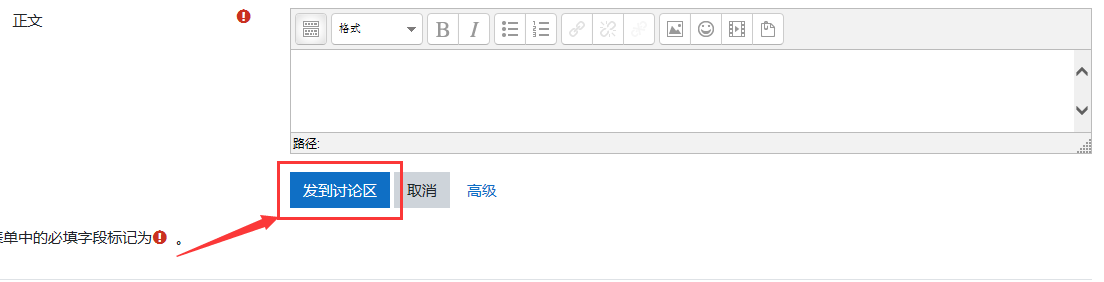 正文
格式 B I
路径:
发到讨论区 取消 高级
单中的必填字段标记为 。